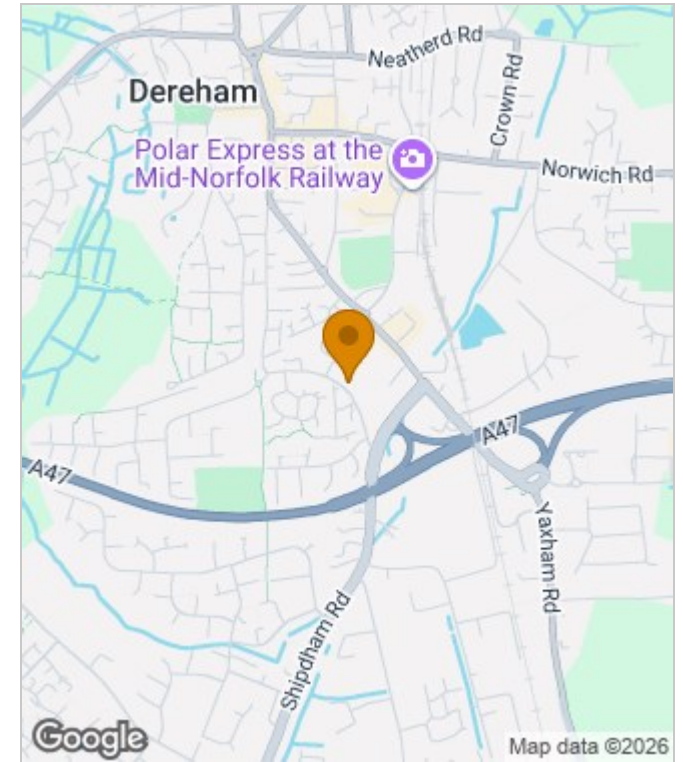 Neatherd Rd
Dereham
Crown Rd
Polar Express at the
Mid-Norfolk Railway
Norwich Rd
A47
A47
Yaxham Rd
Shipdham Rd
Google
Map data ©2026